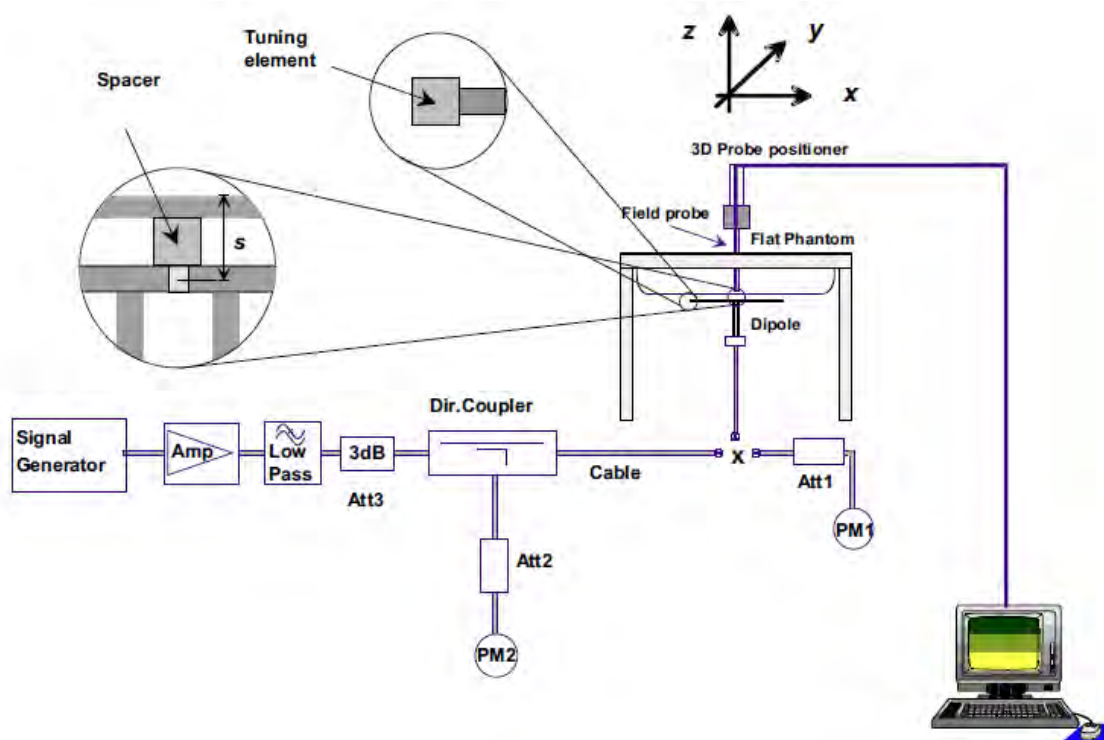 Tuning
element
Spacer
s
z
y
x
3D Probe positioner
Field probe
Flat Phantom
Dipole
Dir.Coupler
Signal
Generator
Amp
Low
Pass
3dB
Att3
Cable
x
Att1
PM1
Att2
PM2